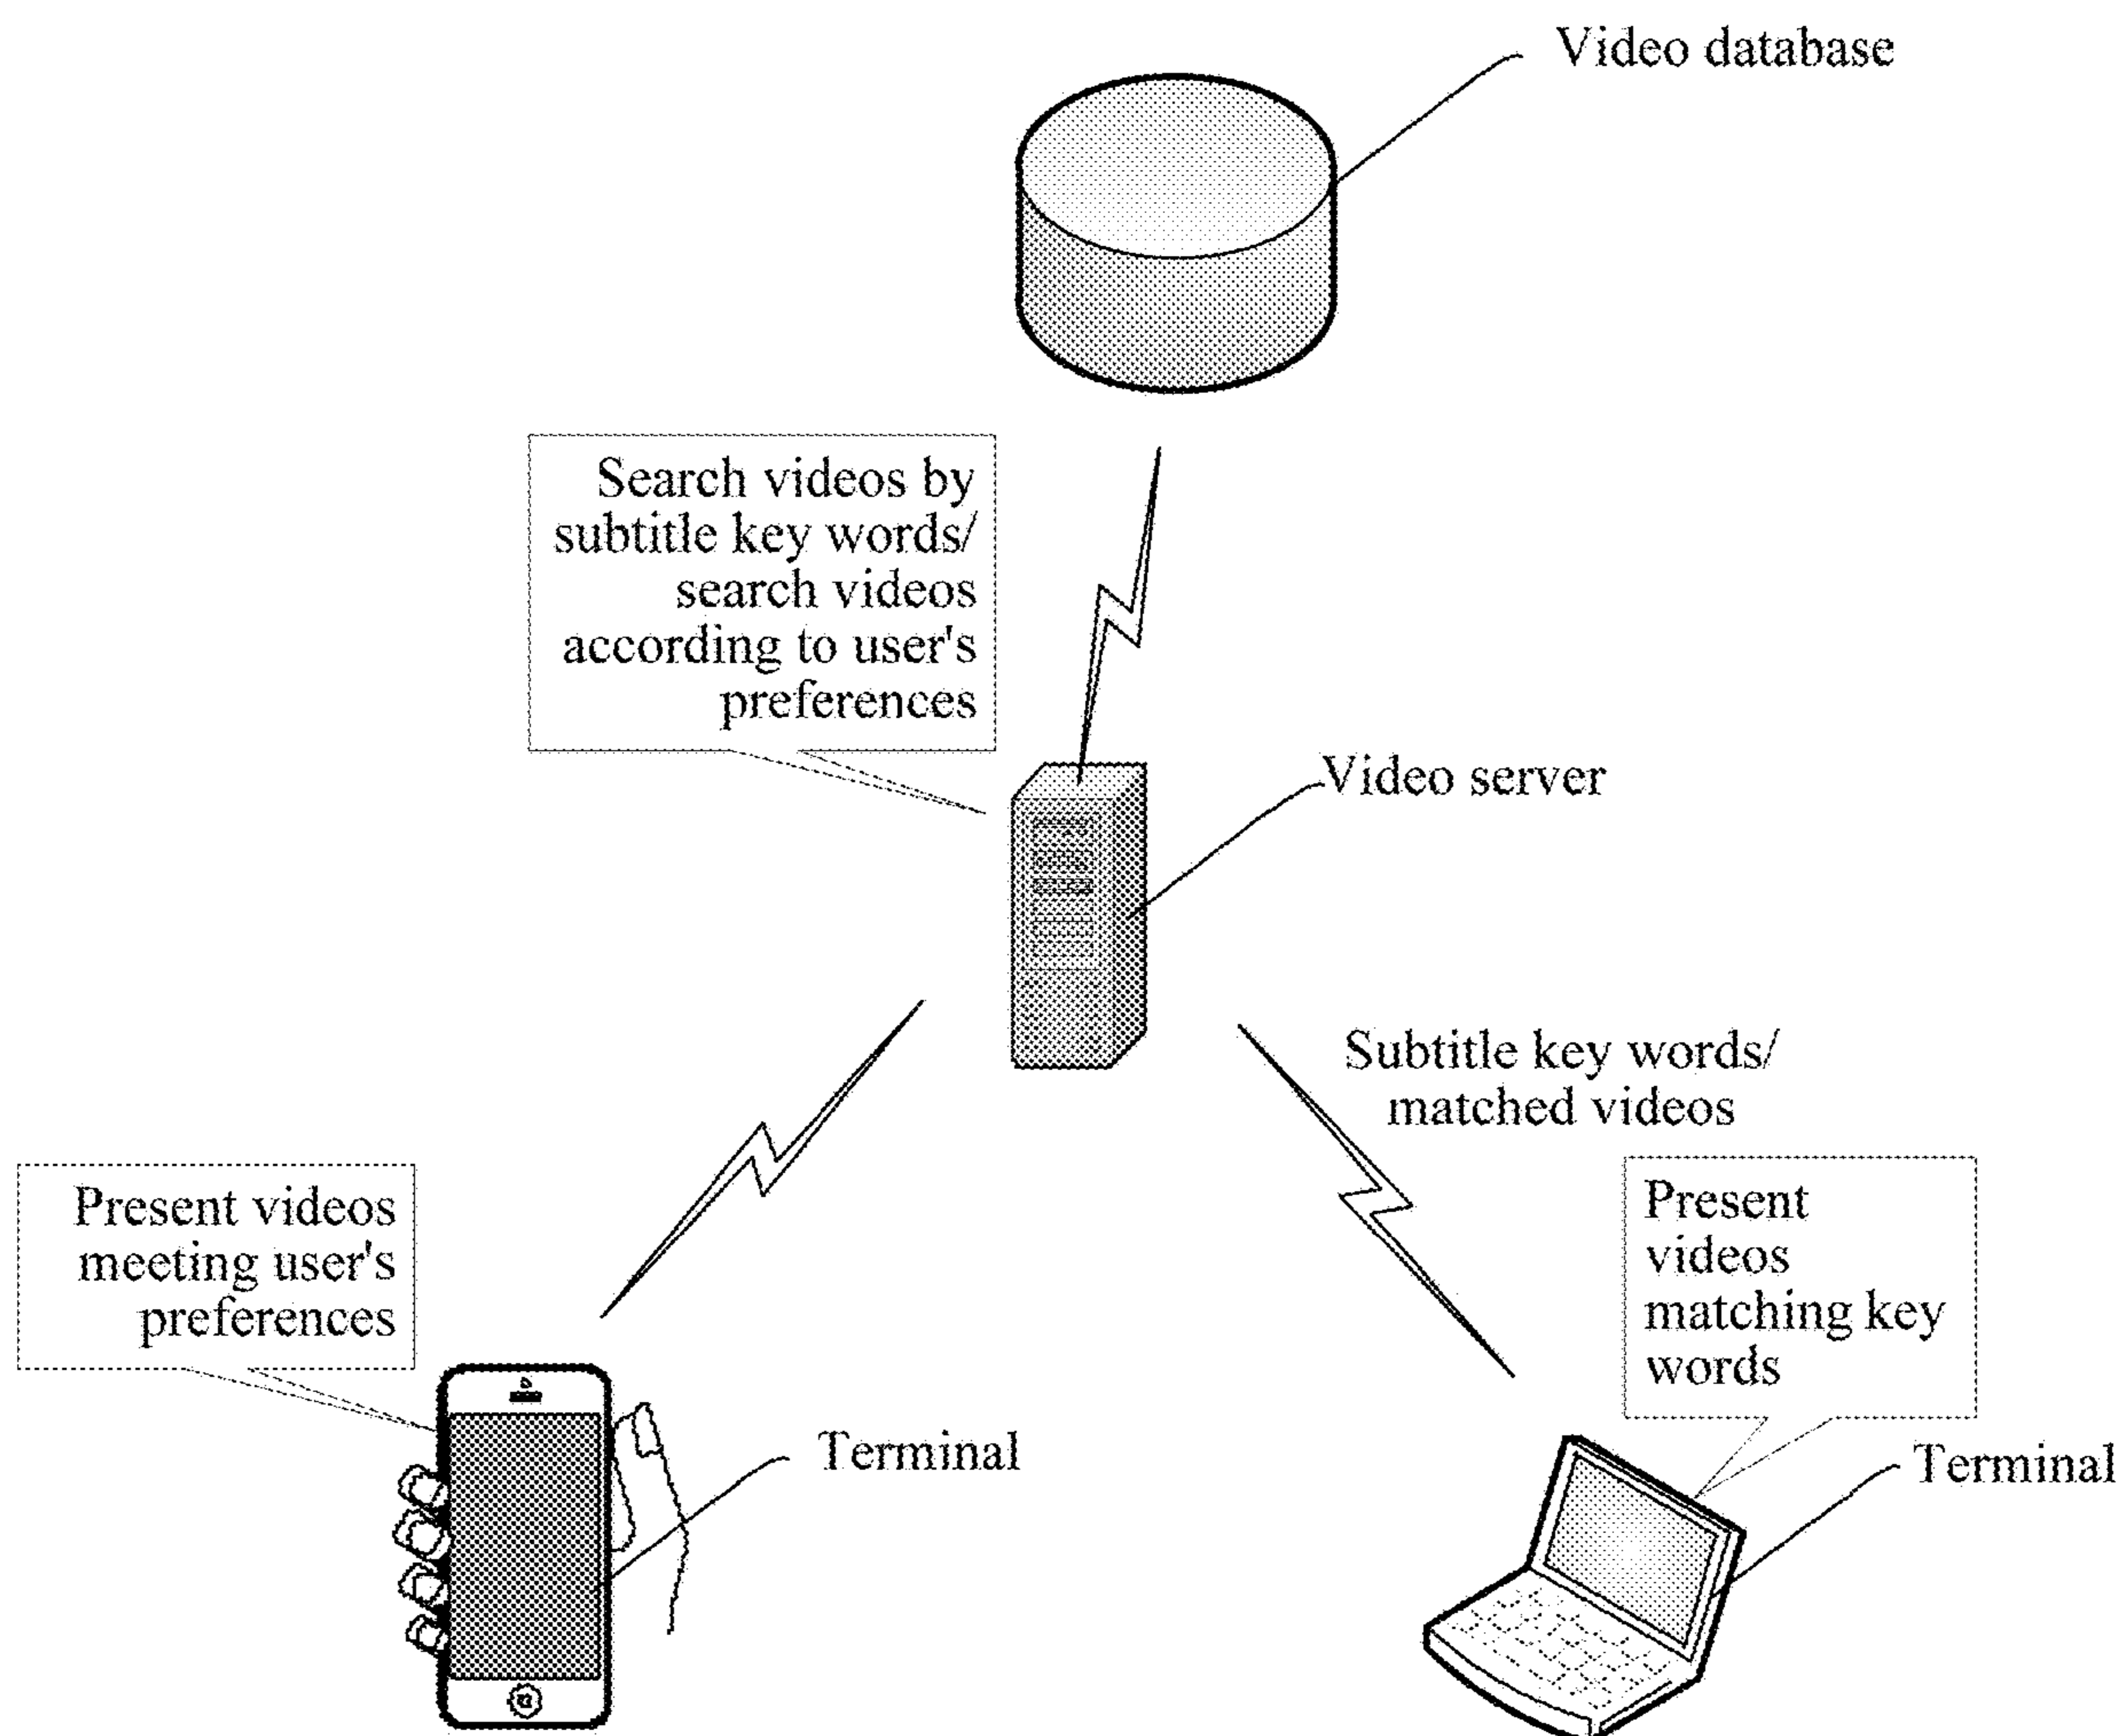 Video database
Search videos by
subtitle key words/
search videos
according to user's
preferences
Video server
Subtitle key words/
matched videos
Present videos
meeting user's
preferences
Present
videos
matching key
words
Terminal
Terminal